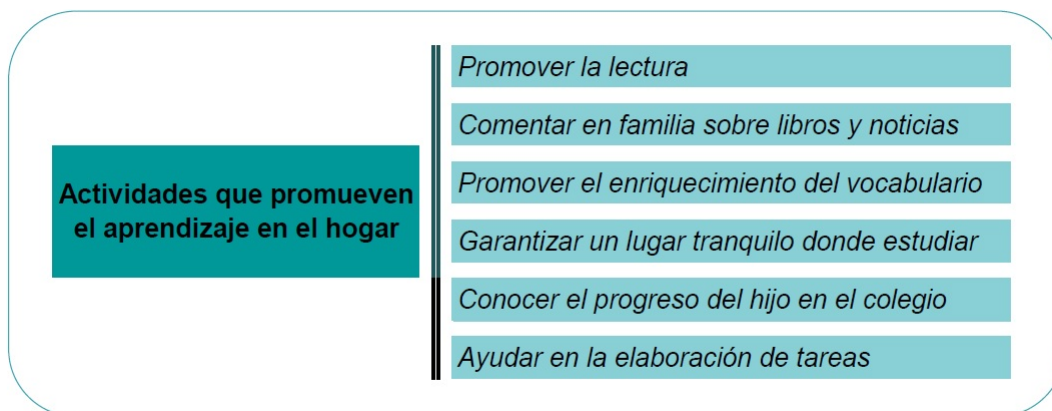 Actividades que promueven
el aprendizaje en el hogar
Promover la lectura
Comentar en familia sobre libros y noticias
Promover el enriquecimiento del vocabulario
Garantizar un lugar tranquilo donde estudiar
Conocer el progreso del hijo en el colegio
Ayudar en la elaboración de tareas